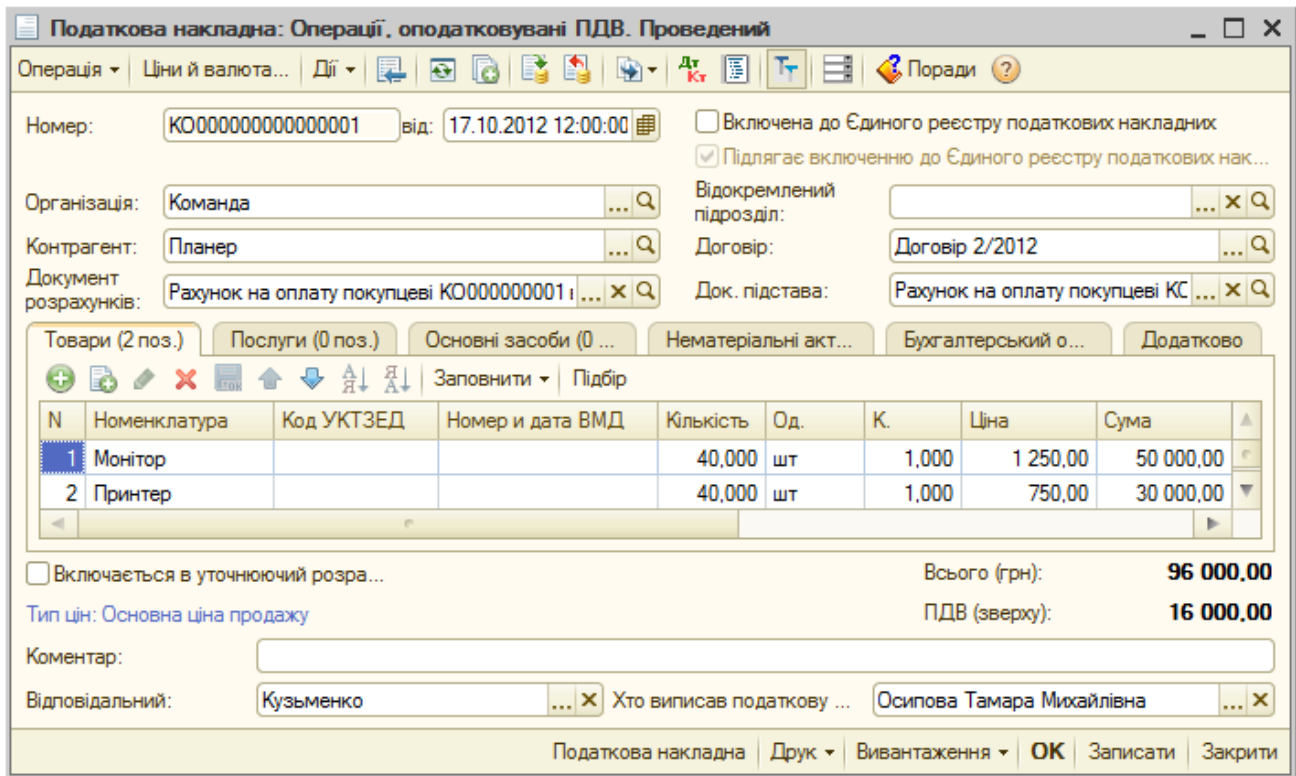 Податкова накладна: Операції, оподатковувані ПДВ. Проведений
Операція Ціни й валюта... Дії Дт Кт Тт Поради ?
Номер: КО000000000000001 від: 17.10.2012 12:00:00 Включена до Єдиного реєстру податкових накладних
Підлягає включенню до Єдиного реєстру податкових нак...
Організація: Команда ... Відокремлений підрозділ: ...
Контрагент: Планер ... Договір: Договір 2/2012 ...
Документ розрахунків: Рахунок на оплату покупцеві КО000000001 ... Док. підстава: Рахунок на оплату покупцеві КО ...
Товари (2 поз.) Послуги (0 поз.) Основні засоби (0 ... Нематеріальні акт... Бухгалтерський о... Додатково
Заповнити Підбір
N Номенклатура Код УКТЗЕД Номер и дата ВМД Кількість Од. К. Ціна Сума
1 Монітор 40,000 шт 1,000 1 250,00 50 000,00
2 Принтер 40,000 шт 1,000 750,00 30 000,00
Включається в уточнюючий розра... Всього (грн): 96 000,00
Тип цін: Основна ціна продажу ПДВ (зверху): 16 000,00
Коментар:
Відповідальний: Кузьменко ... Хто виписав податкову ... Осипова Тамара Михайлівна ...
Податкова накладна Друк Вивантаження ОК Записати Закрити